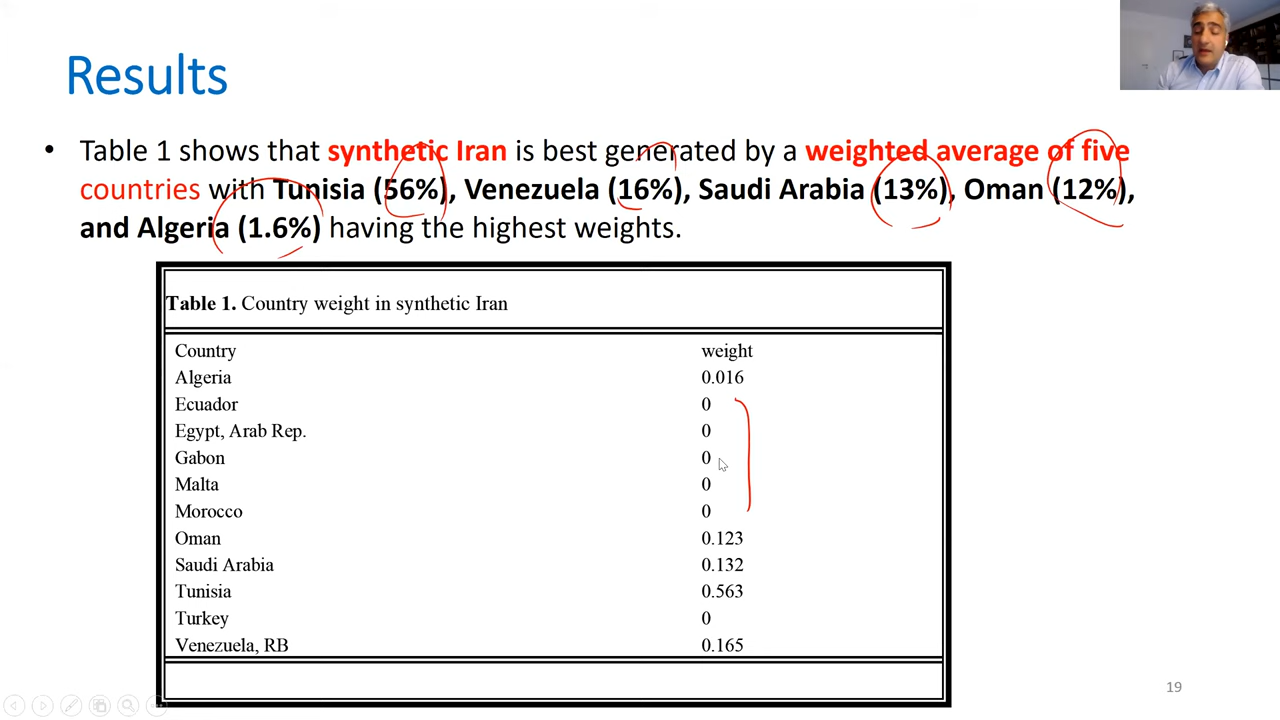 Results
• Table 1 shows that synthetic Iran is best generated by a weighted average of five
countries with Tunisia (56%), Venezuela (16%), Saudi Arabia (13%), Oman (12%),
and Algeria (1.6%) having the highest weights.
Table 1. Country weight in synthetic Iran
Country weight
Algeria 0.016
Ecuador 0
Egypt, Arab Rep. 0
Gabon 0
Malta 0
Morocco 0
Oman 0.123
Saudi Arabia 0.132
Tunisia 0.563
Turkey 0
Venezuela, RB 0.165
19